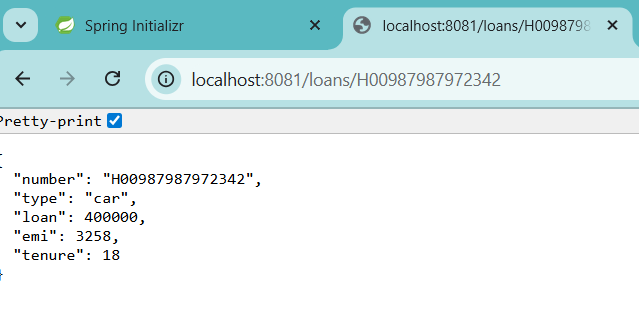 Spring Initializr
localhost:8081/loans/H0098798
localhost:8081/loans/H00987987972342
Pretty-print
{
"number": "H00987987972342",
"type": "car",
"loan": 400000,
"emi": 3258,
"tenure": 18
}